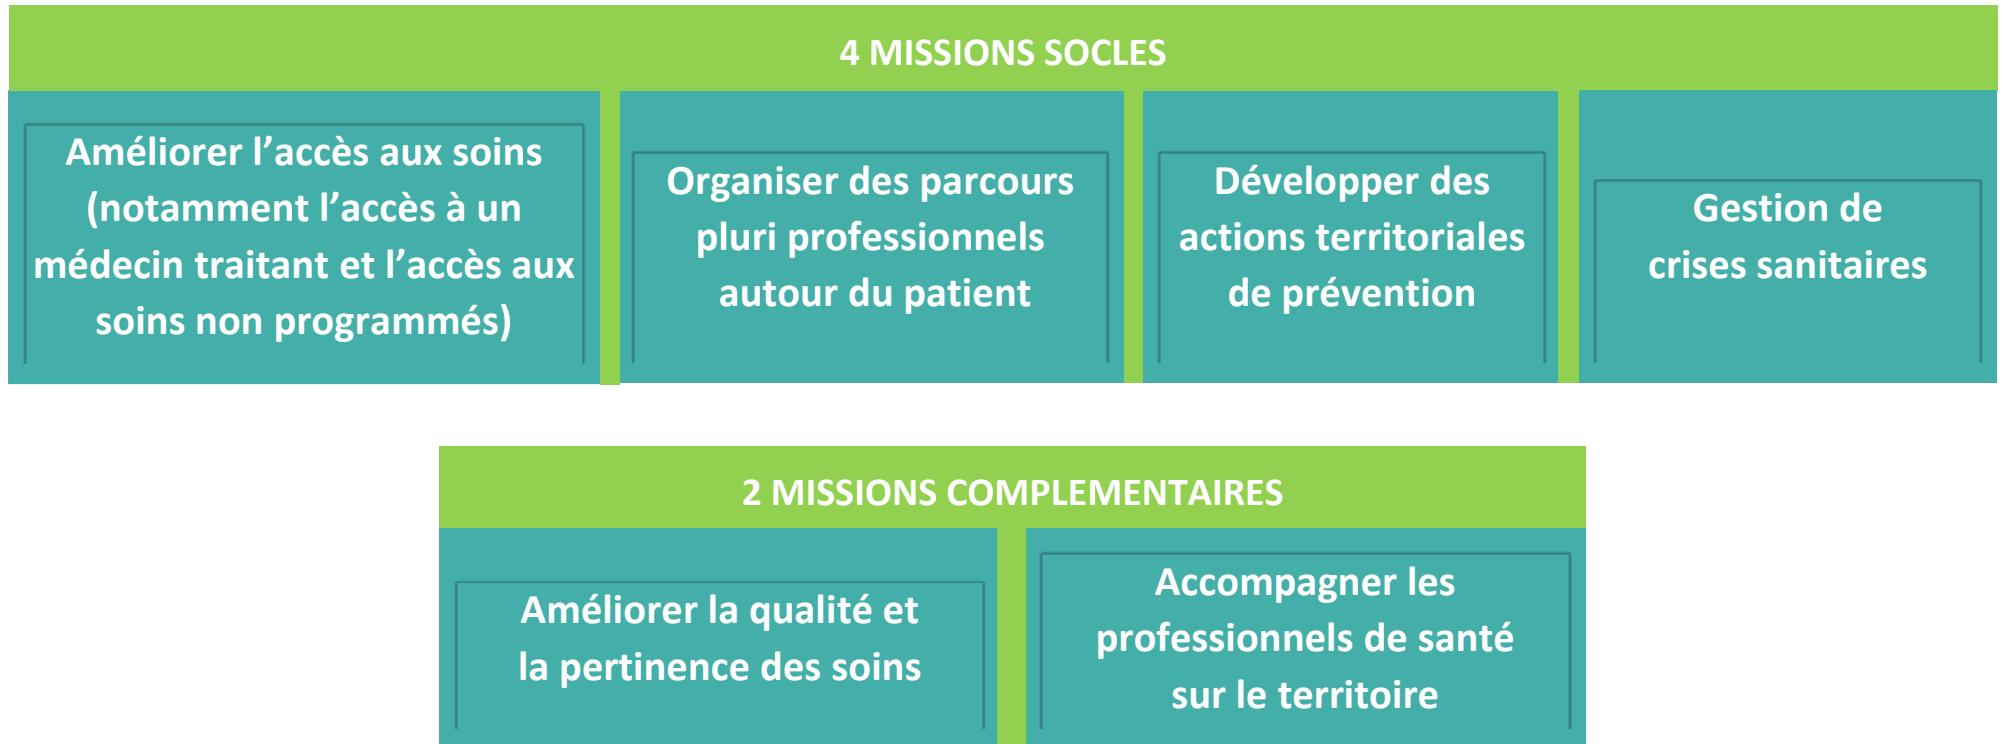 4 MISSIONS SOCLES
Améliorer l’accès aux soins
(notamment l’accès à un
médecin traitant et l’accès aux
soins non programmés)
Organiser des parcours
pluri professionnels
autour du patient
Développer des
actions territoriales
de prévention
Gestion de
crises sanitaires
2 MISSIONS COMPLEMENTAIRES
Améliorer la qualité et
la pertinence des soins
Accompagner les
professionnels de santé
sur le territoire